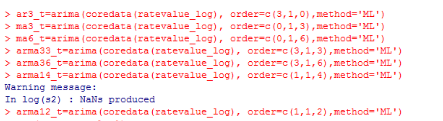 > ar3_t=arima(coredata(ratevalue_log), order=c(3,1,0),method='ML')
> ma3_t=arima(coredata(ratevalue_log), order=c(0,1,3),method='ML')
> ma6_t=arima(coredata(ratevalue_log), order=c(0,1,6),method='ML')
> arma33_t=arima(coredata(ratevalue_log), order=c(3,1,3),method='ML')
> arma36_t=arima(coredata(ratevalue_log), order=c(3,1,6),method='ML')
> arma14_t=arima(coredata(ratevalue_log), order=c(1,1,4),method='ML')
Warning message:
In log(s2) : NaNs produced
> arma12_t=arima(coredata(ratevalue_log), order=c(1,1,2),method='ML')